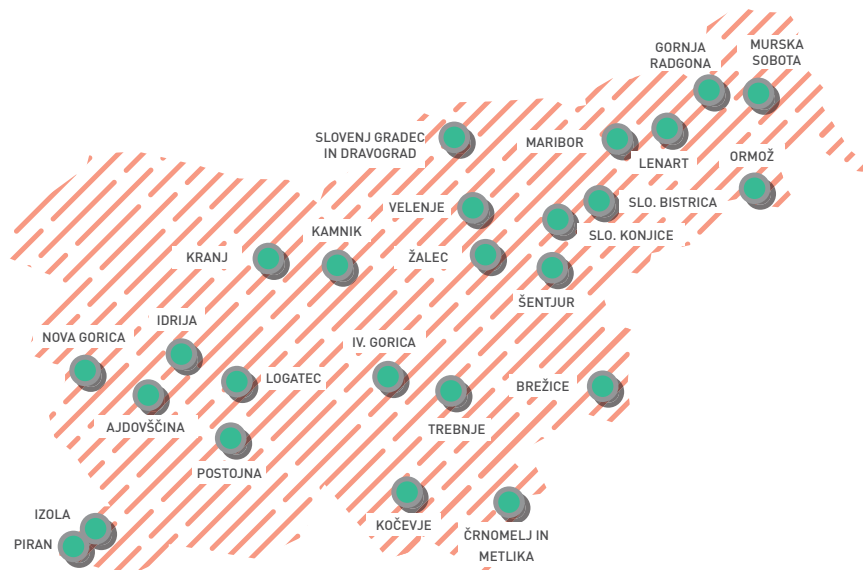 GORNJA
RADGONA
MURSKA
SOBOTA
SLOVENJ GRADEC
IN DRAVOGRAD
MARIBOR
LENART
ORMOŽ
VELENJE
SLO. BISTRICA
SLO. KONJICE
KAMNIK
KRANJ
ŽALEC
ŠENTJUR
IDRIJA
NOVA GORICA
IV. GORICA
LOGATEC
BREŽICE
AJDOVŠČINA
TREBNJE
POSTOJNA
IZOLA
PIRAN
KOČEVJE
ČRNOMELJ IN
METLIKA